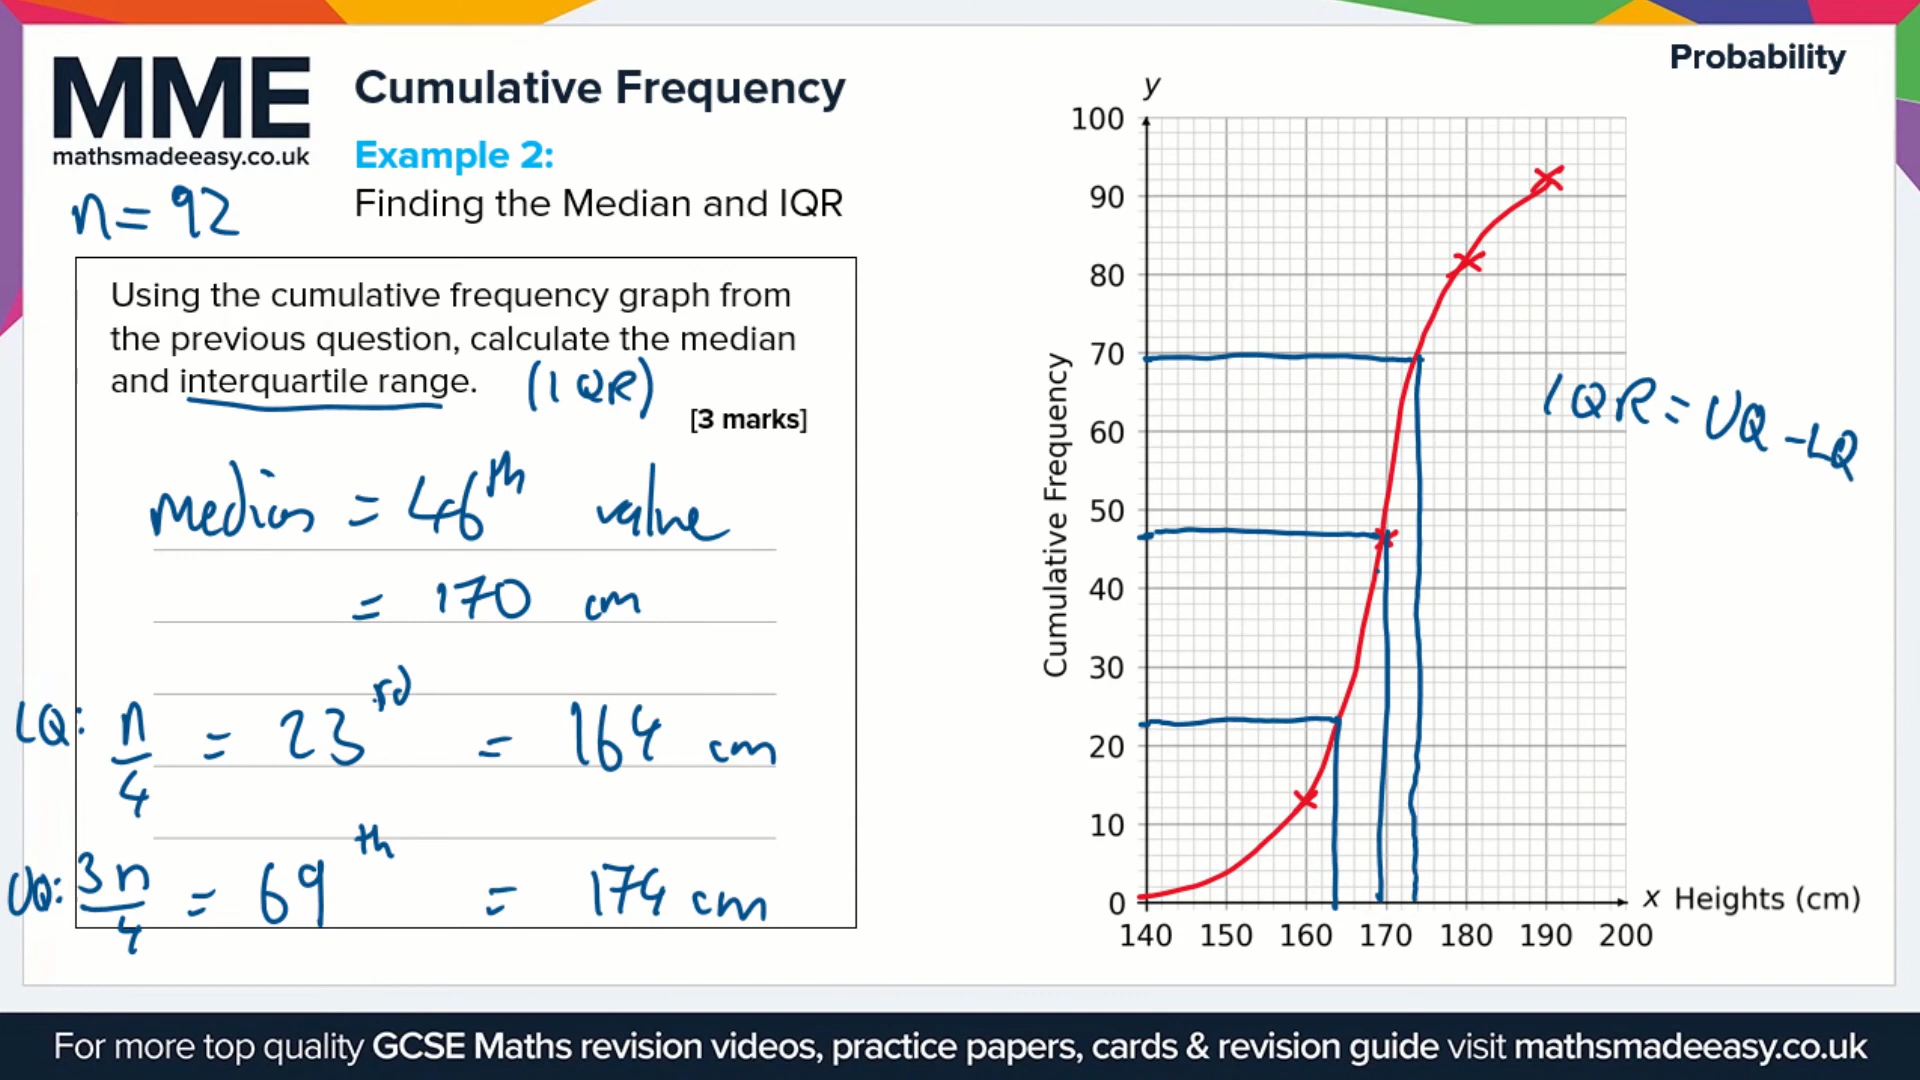 Probability
MME
mathsmadeeasy.co.uk
Cumulative Frequency
Example 2:
Finding the Median and IQR
n = 92
Using the cumulative frequency graph from
the previous question, calculate the median
and interquartile range. (IQR)
[3 marks]
median = 46th value
= 170 cm
LQ: n/4 = 23rd = 164 cm
UQ: 3n/4 = 69th = 174 cm
y
100
90
80
70
60
50
40
30
20
10
0
Cumulative Frequency
IQR = UQ - LQ
x Heights (cm)
140 150 160 170 180 190 200
For more top quality GCSE Maths revision videos, practice papers, cards & revision guide visit mathsmadeeasy.co.uk